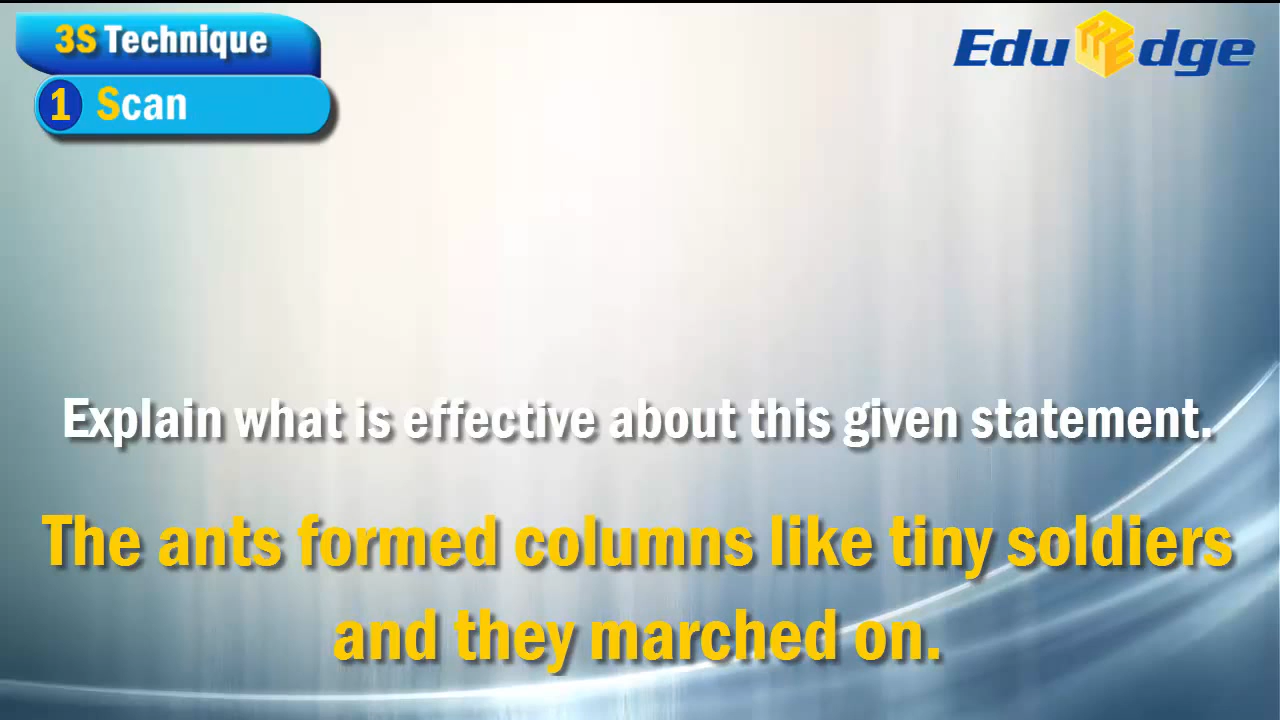 3S Technique
EduEdge
1 Scan
Explain what is effective about this given statement.
The ants formed columns like tiny soldiers
and they marched on.